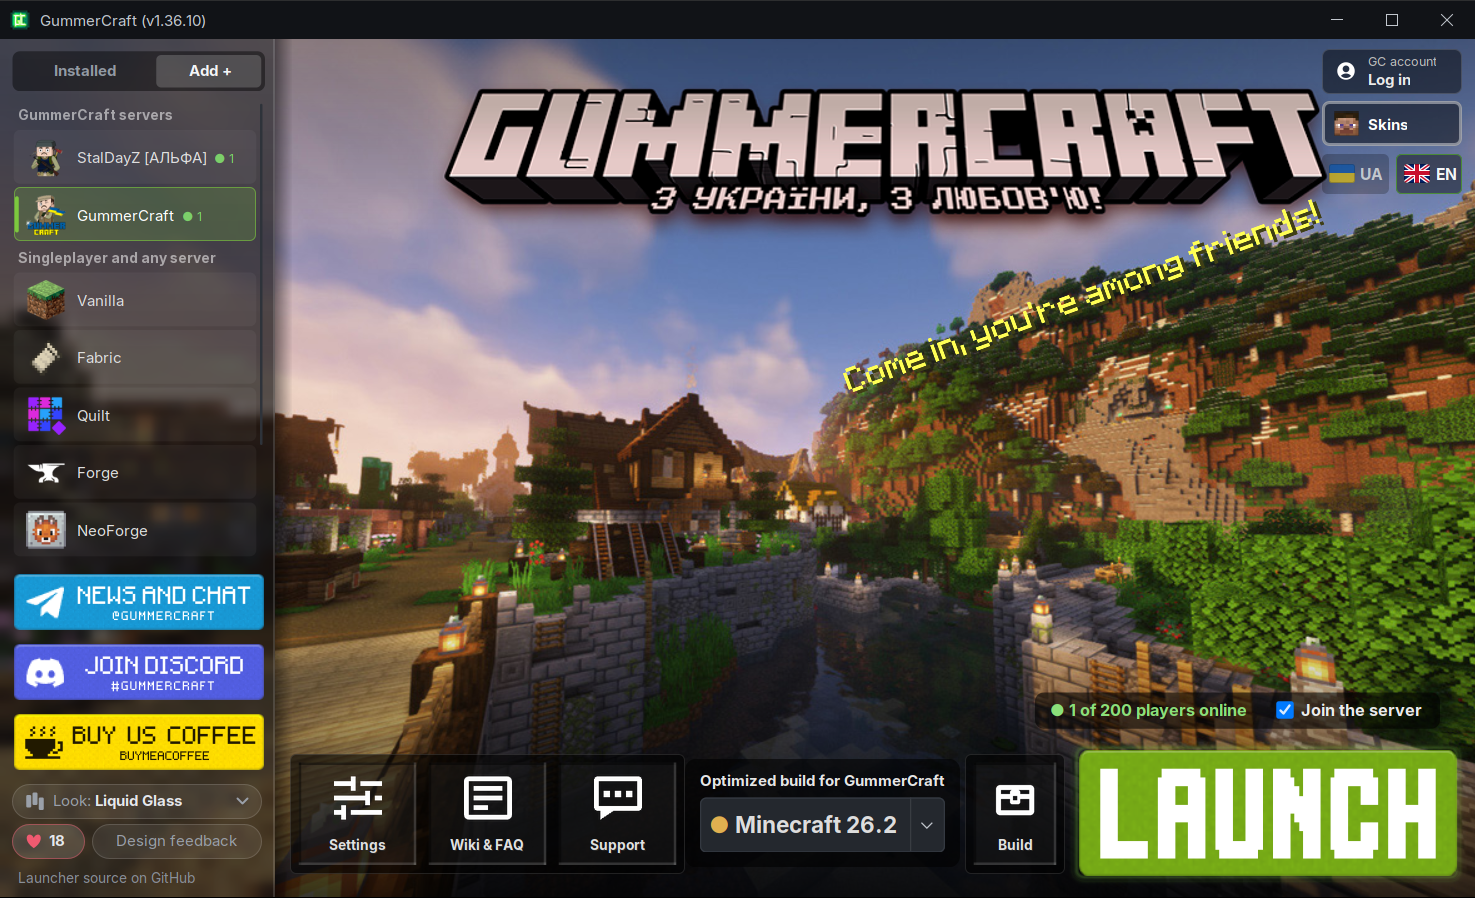 GummerCraft (v1.36.10)
Installed
Add +
GummerCraft servers
StalDayZ [АЛЬФА] 1
GummerCraft 1
Singleplayer and any server
Vanilla
Fabric
Quilt
Forge
NeoForge
NEWS AND CHAT
@GUMMERCRAFT
JOIN DISCORD
#GUMMERCRAFT
BUY US COFFEE
BUYMEACOFFEE
Look: Liquid Glass
18
Design feedback
Launcher source on GitHub
GUMMERCRAFT
З УКРАЇНИ, З ЛЮБОВ'Ю!
Come in, you're among friends!
GC account
Log in
Skins
UA
EN
1 of 200 players online
Join the server
Settings
Wiki & FAQ
Support
Optimized build for GummerCraft
Minecraft 26.2
Build
LAUNCH